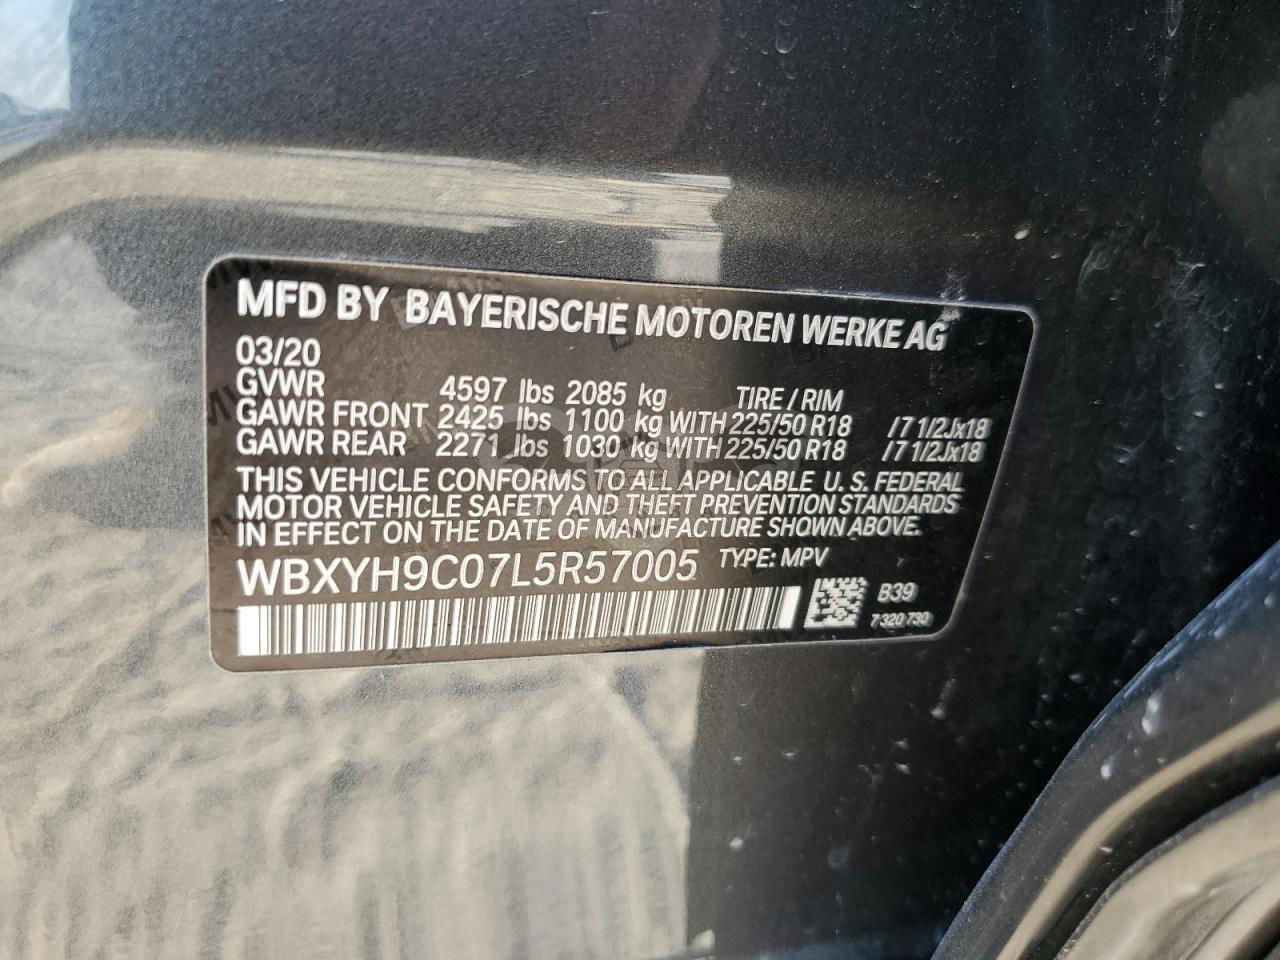 MFD BY BAYERISCHE MOTOREN WERKE AG
03/20
GVWR 4597 lbs 2085 kg TIRE / RIM
GAWR FRONT 2425 lbs 1100 kg WITH 225/50 R18 /7 1/2Jx18
GAWR REAR 2271 lbs 1030 kg WITH 225/50 R18 /7 1/2Jx18
THIS VEHICLE CONFORMS TO ALL APPLICABLE U. S. FEDERAL
MOTOR VEHICLE SAFETY AND THEFT PREVENTION STANDARDS
IN EFFECT ON THE DATE OF MANUFACTURE SHOWN ABOVE.
WBXYH9C07L5R57005 TYPE: MPV
B39
7 320 730